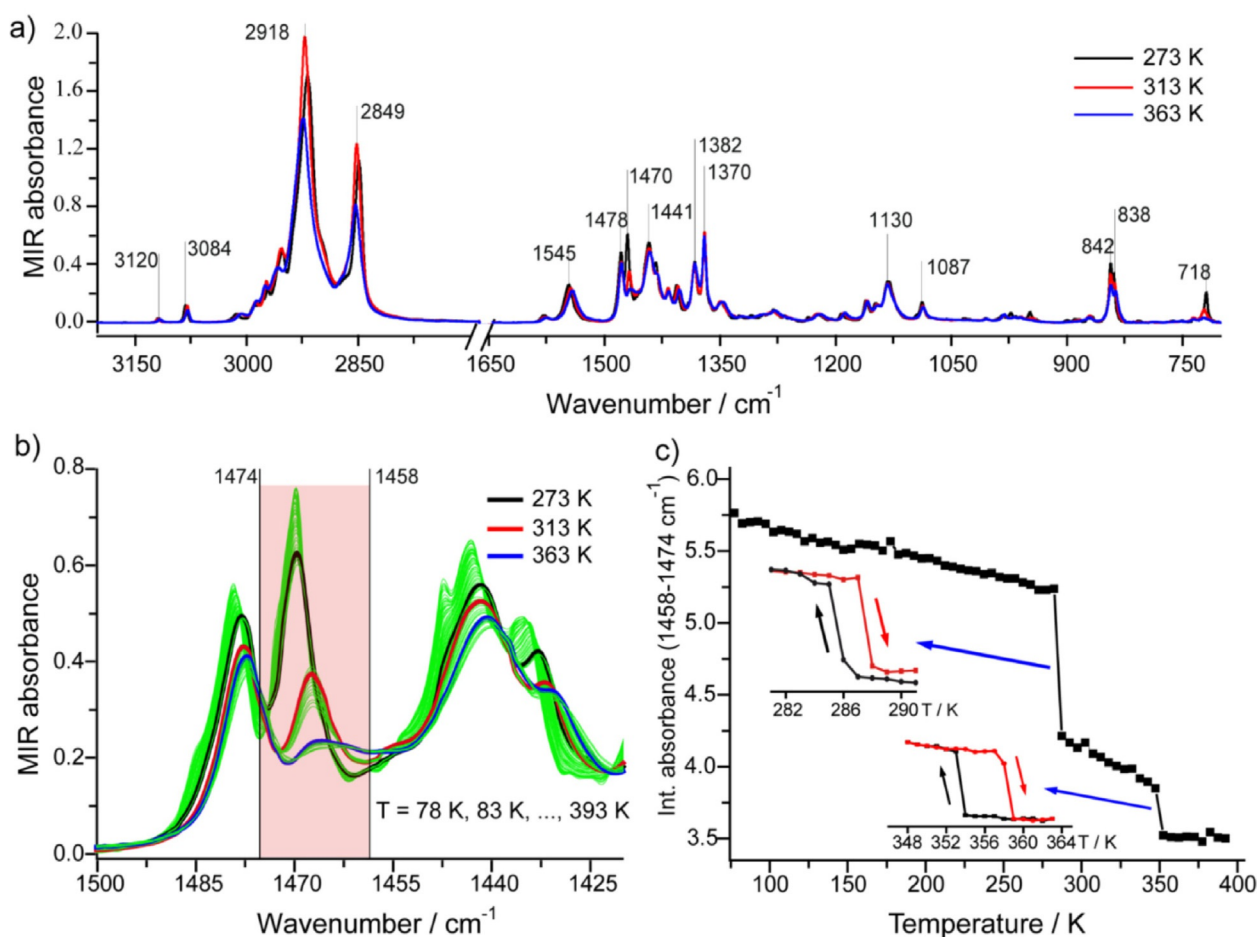 a)
2918
2849
273 K
313 K
363 K
2.0
1.6
1.2
0.8
0.4
0.0
MIR absorbance
3120
3084
1545
1478
1470
1441
1382
1370
1130
1087
842
838
718
3150 3000 2850 1650 1500 1350 1200 1050 900 750
Wavenumber / cm-1
b)
1474
1458
273 K
313 K
363 K
0.8
0.6
0.4
0.2
0.0
MIR absorbance
T = 78 K, 83 K, ..., 393 K
1500 1485 1470 1455 1440 1425
Wavenumber / cm-1
c)
6.0
5.5
5.0
4.5
4.0
3.5
Int. absorbance (1458-1474 cm-1)
282 286 290 T / K
348 352 356 360 364 T / K
100 150 200 250 300 350 400
Temperature / K